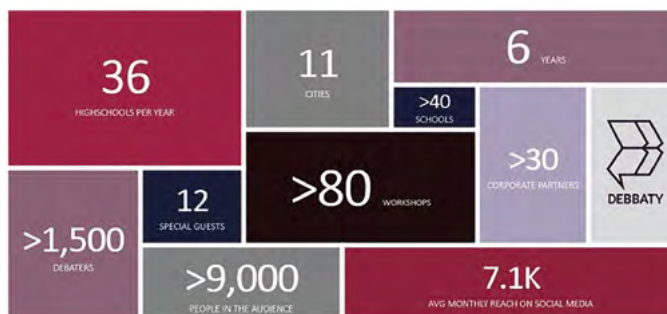 36
HIGHSCHOOLS PER YEAR
11
CITIES
6 YEARS
>40
SCHOOLS
>30
CORPORATE PARTNERS
DEBBATY
>80 WORKSHOPS
>1,500
DEBATERS
12
SPECIAL GUESTS
>9,000
PEOPLE IN THE AUDIENCE
7.1K
AVG MONTHLY REACH ON SOCIAL MEDIA